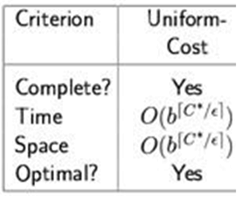 Criterion Uniform-
Cost
Complete? Yes
Time O(b^⌈C*/ϵ⌉)
Space O(b^⌈C*/ϵ⌉)
Optimal? Yes